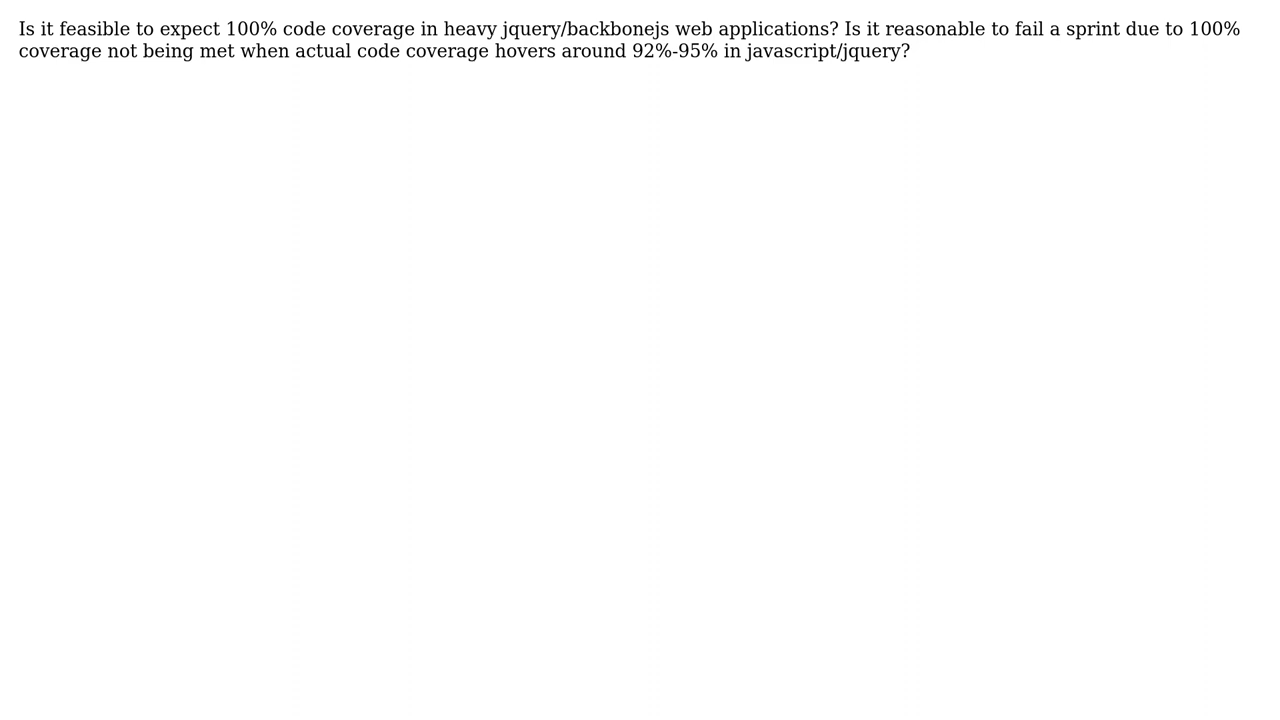 Is it feasible to expect 100% code coverage in heavy jquery/backbonejs web applications? Is it reasonable to fail a sprint due to 100%
coverage not being met when actual code coverage hovers around 92%-95% in javascript/jquery?